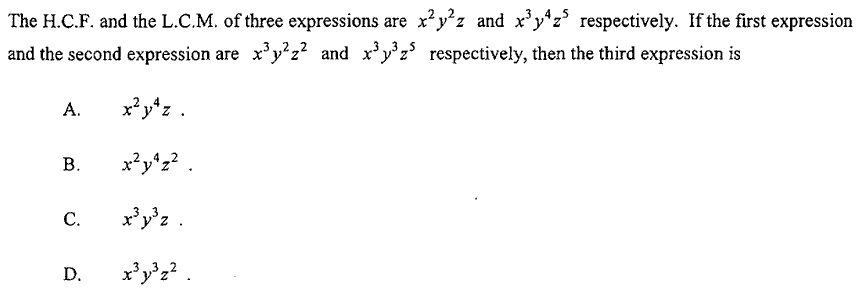 The H.C.F. and the L.C.M. of three expressions are x²y²z and x³y⁴z⁵ respectively. If the first expression
and the second expression are x³y²z² and x³y³z⁵ respectively, then the third expression is
A. x²y⁴z .
B. x²y⁴z² .
C. x³y³z .
D. x³y³z² .